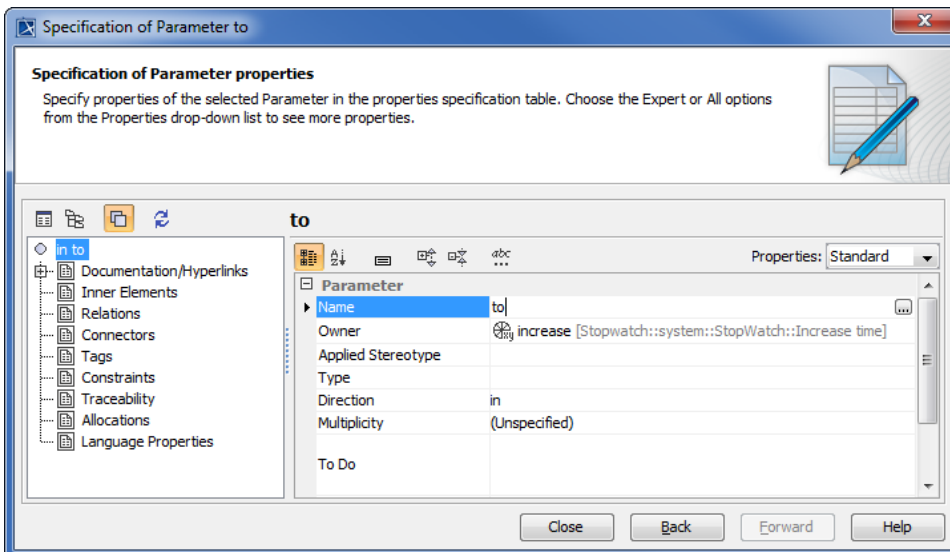 Specification of Parameter to
Specification of Parameter properties
Specify properties of the selected Parameter in the properties specification table. Choose the Expert or All options
from the Properties drop-down list to see more properties.
to
in to
Documentation/Hyperlinks
Inner Elements
Relations
Connectors
Tags
Constraints
Traceability
Allocations
Language Properties
Properties: Standard
Parameter
Name to
Owner increase [Stopwatch::system::StopWatch::Increase time]
Applied Stereotype
Type
Direction in
Multiplicity (Unspecified)
To Do
Close Back Forward Help